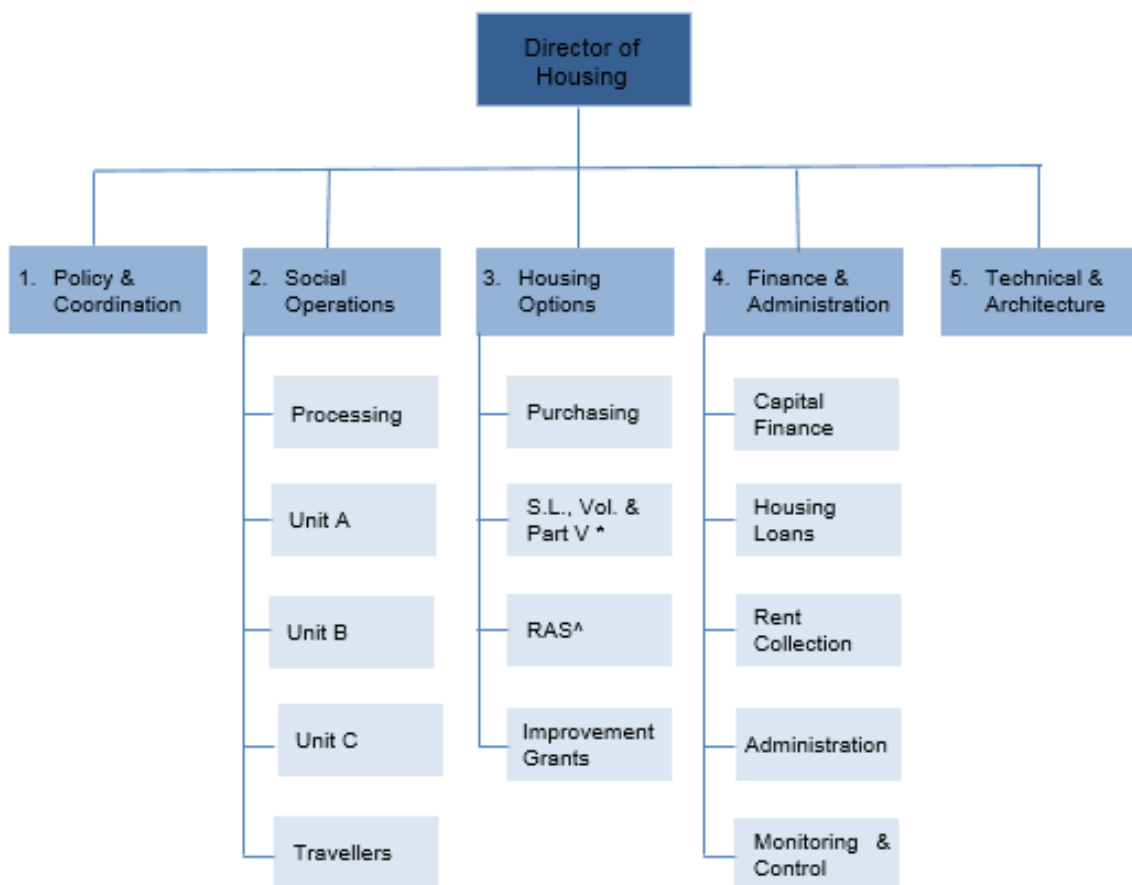 Director of
Housing
1. Policy &
Coordination
2. Social
Operations
3. Housing
Options
4. Finance &
Administration
5. Technical &
Architecture
Processing
Unit A
Unit B
Unit C
Travellers
Purchasing
S.L., Vol. &
Part V *
RAS^
Improvement
Grants
Capital
Finance
Housing
Loans
Rent
Collection
Administration
Monitoring &
Control